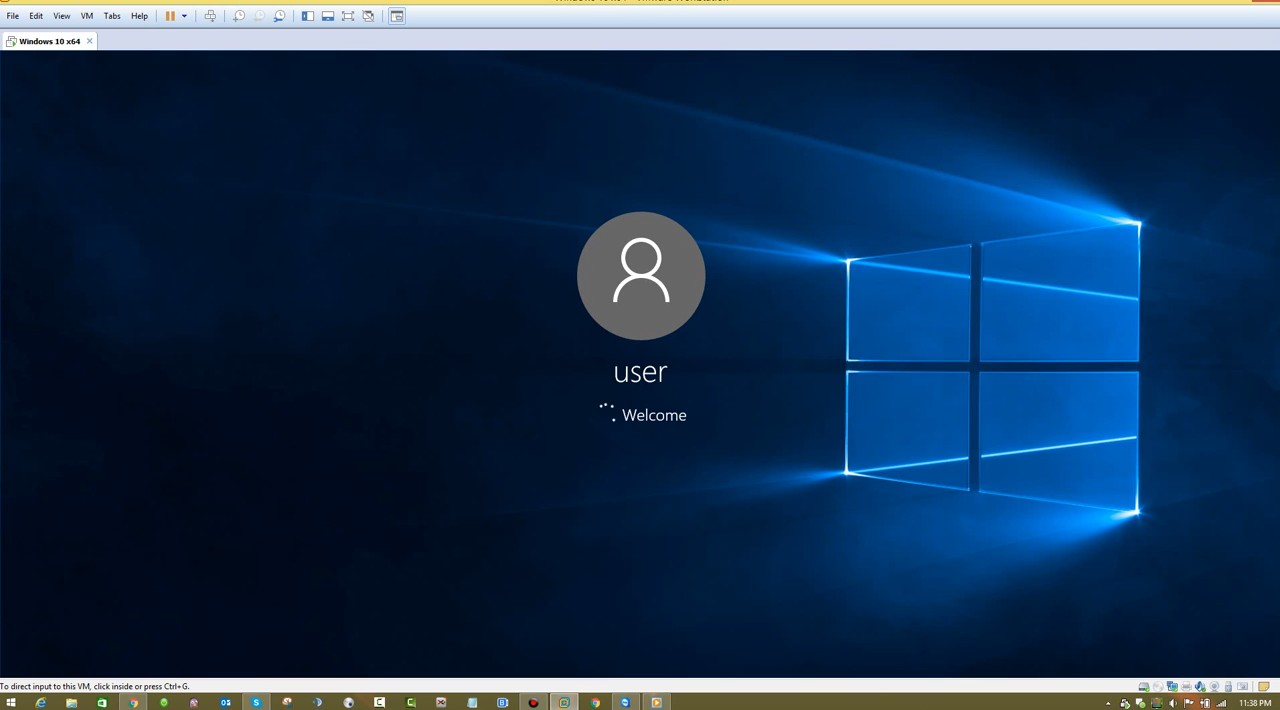 File Edit View VM Tabs Help
Windows 10 x64
user
Welcome
To direct input to this VM, click inside or press Ctrl+G.
11:38 PM